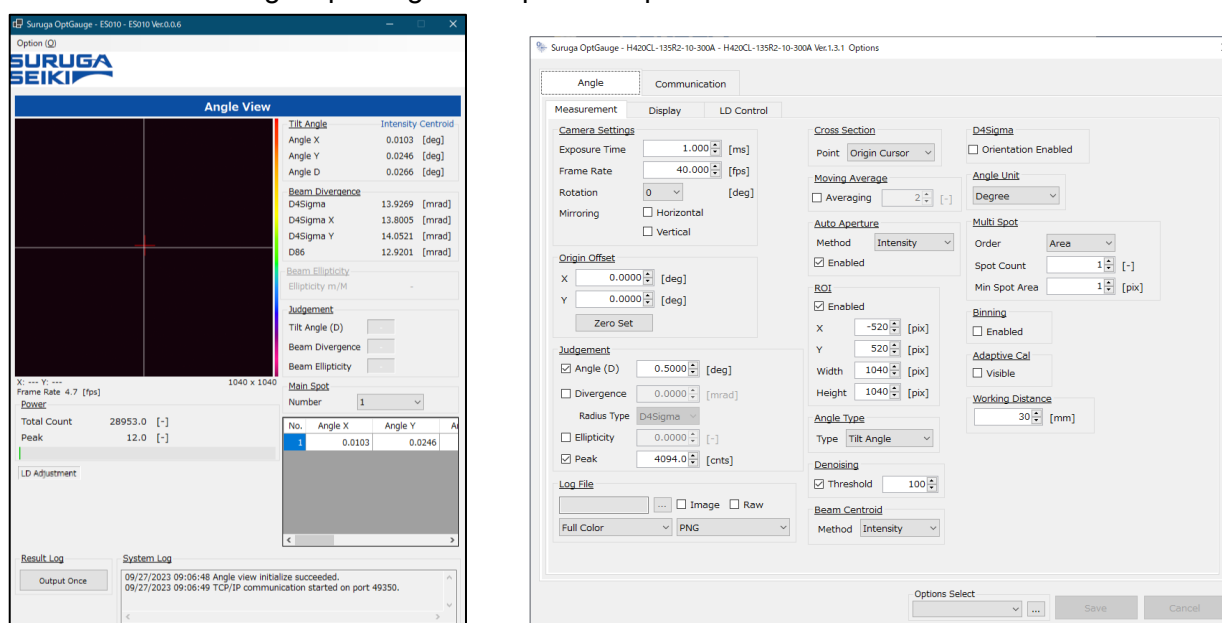 Suruga OptGauge - ES010 - ES010 Ver.0.0.6
Option (O)
SURUGA
SEIKI
Angle View
Tilt Angle Intensity Centroid
Angle X 0.0103 [deg]
Angle Y 0.0246 [deg]
Angle D 0.0266 [deg]
Beam Divergence
D4Sigma 13.9269 [mrad]
D4Sigma X 13.8005 [mrad]
D4Sigma Y 14.0521 [mrad]
D86 12.9201 [mrad]
Beam Ellipticity
Ellipticity m/M -
Judgement
Tilt Angle (D) -
Beam Divergence -
Beam Ellipticity -
X: --- Y: --- 1040 x 1040
Frame Rate 4.7 [fps]
Power
Total Count 28953.0 [-]
Peak 12.0 [-]
LD Adjustment
Main Spot
Number 1
No. Angle X Angle Y
1 0.0103 0.0246
Result Log
Output Once
System Log
09/27/2023 09:06:48 Angle view initialize succeeded.
09/27/2023 09:06:49 TCP/IP communication started on port 49350.
Suruga OptGauge - H420CL-135R2-10-300A - H420CL-135R2-10-300A Ver.1.3.1 Options
Angle Communication
Measurement Display LD Control
Camera Settings
Exposure Time 1.000 [ms]
Frame Rate 40.000 [fps]
Rotation 0 [deg]
Mirroring Horizontal
Vertical
Origin Offset
X 0.0000 [deg]
Y 0.0000 [deg]
Zero Set
Judgement
Angle (D) 0.5000 [deg]
Divergence 0.0000 [mrad]
Radius Type D4Sigma
Ellipticity 0.0000 [-]
Peak 4094.0 [cnts]
Log File
... Image Raw
Full Color PNG
Cross Section
Point Origin Cursor
Moving Average
Averaging 2 [-]
Auto Aperture
Method Intensity
Enabled
ROI
Enabled
X -520 [pix]
Y 520 [pix]
Width 1040 [pix]
Height 1040 [pix]
Angle Type
Type Tilt Angle
Denoising
Threshold 100
Beam Centroid
Method Intensity
D4Sigma
Orientation Enabled
Angle Unit
Degree
Multi Spot
Order Area
Spot Count 1 [-]
Min Spot Area 1 [pix]
Binning
Enabled
Adaptive Cal
Visible
Working Distance
30 [mm]
Options Select
... Save Cancel